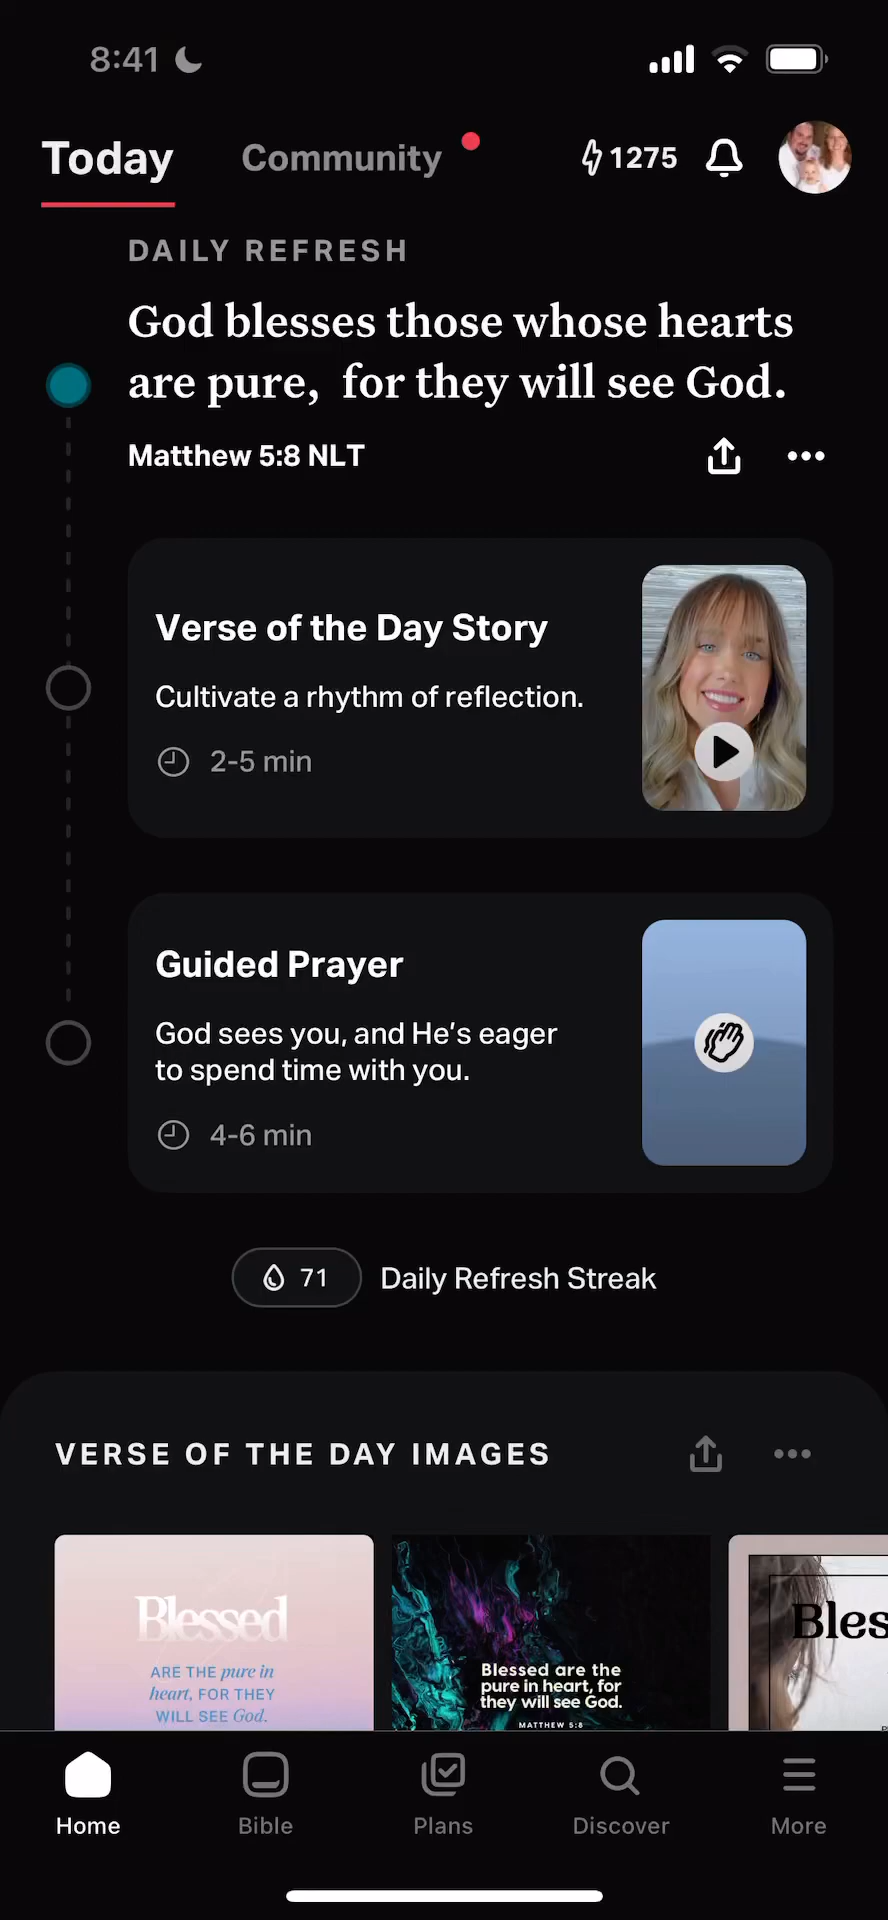 8:41
Today
Community
1275
DAILY REFRESH
God blesses those whose hearts
are pure,  for they will see God.
Matthew 5:8 NLT
Verse of the Day Story
Cultivate a rhythm of reflection.
2-5 min
Guided Prayer
God sees you, and He's eager
to spend time with you.
4-6 min
71
Daily Refresh Streak
VERSE OF THE DAY IMAGES
Blessed
ARE THE pure in
heart, FOR THEY
WILL SEE God.
Blessed are the
pure in heart, for
they will see God.
MATTHEW 5:8
Bles
Home
Bible
Plans
Discover
More